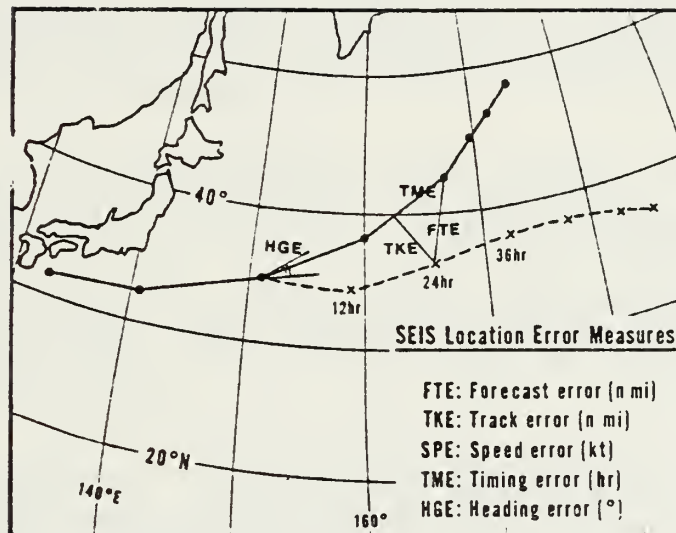 40°
TME
FTE
HGE
TKE
36hr
24hr
12hr
SEIS Location Error Measures
FTE: Forecast error (n mi)
TKE: Track error (n mi)
SPE: Speed error (kt)
TME: Timing error (hr)
HGE: Heading error (°)
20°N
140°E
160°